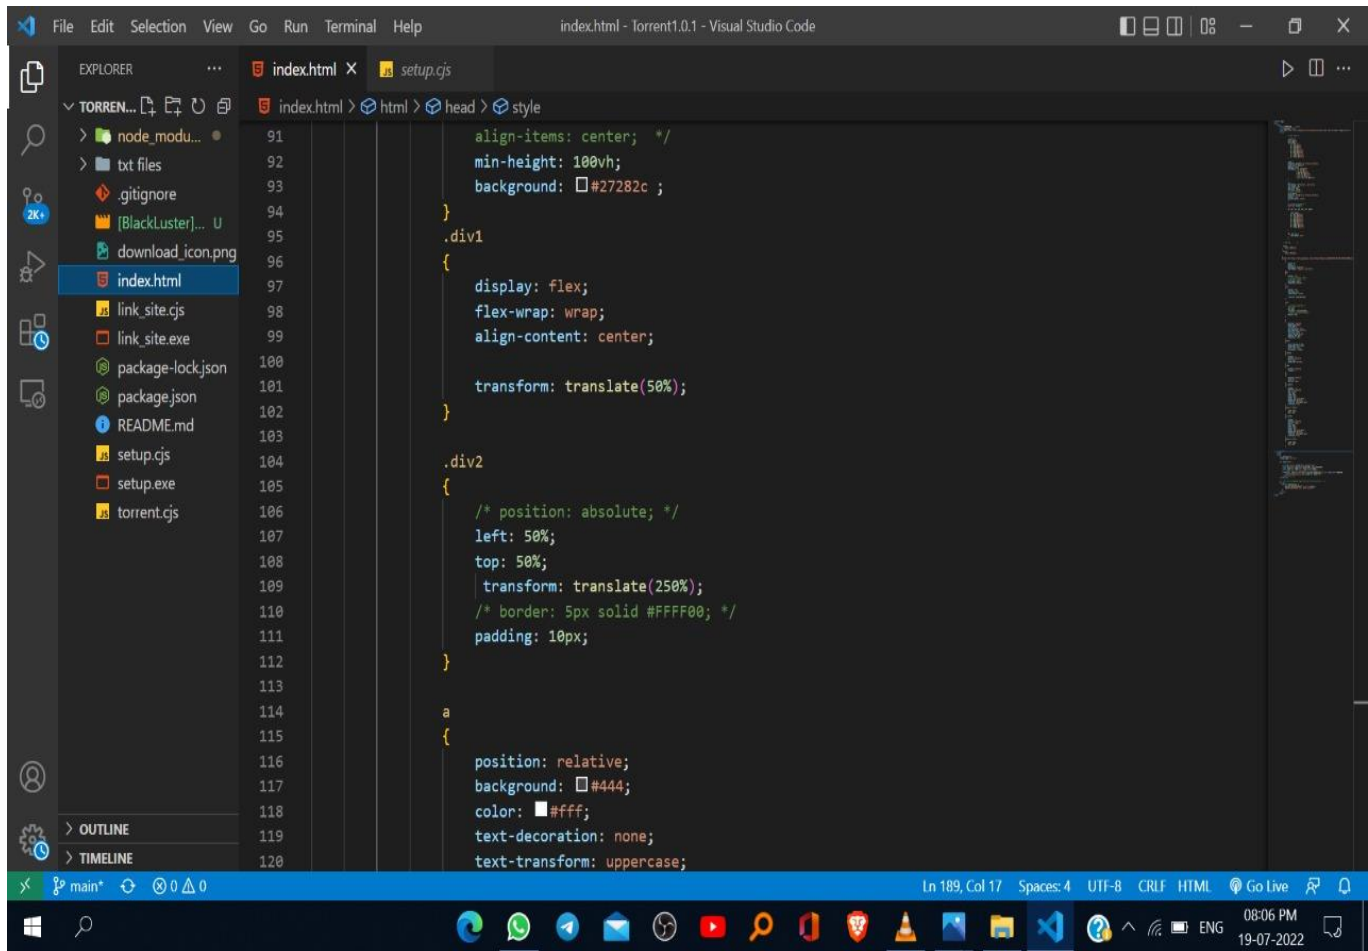 File Edit Selection View Go Run Terminal Help index.html - Torrent1.0.1 - Visual Studio Code
EXPLORER ··· index.html setup.cjs
TORREN... index.html > html > head > style
node_modu...
txt files
.gitignore
[BlackLuster]... U
download_icon.png
index.html
link_site.cjs
link_site.exe
package-lock.json
package.json
README.md
setup.cjs
setup.exe
torrent.cjs
OUTLINE
TIMELINE
2K+
91 align-items: center; */
92 min-height: 100vh;
93 background: #27282c ;
94 }
95 .div1
96 {
97 display: flex;
98 flex-wrap: wrap;
99 align-content: center;
100
101 transform: translate(50%);
102 }
103
104 .div2
105 {
106 /* position: absolute; */
107 left: 50%;
108 top: 50%;
109 transform: translate(250%);
110 /* border: 5px solid #FFFF00; */
111 padding: 10px;
112 }
113
114 a
115 {
116 position: relative;
117 background: #444;
118 color: #fff;
119 text-decoration: none;
120 text-transform: uppercase;
main* 0 0 Ln 189, Col 17 Spaces: 4 UTF-8 CRLF HTML Go Live
ENG 08:06 PM
19-07-2022